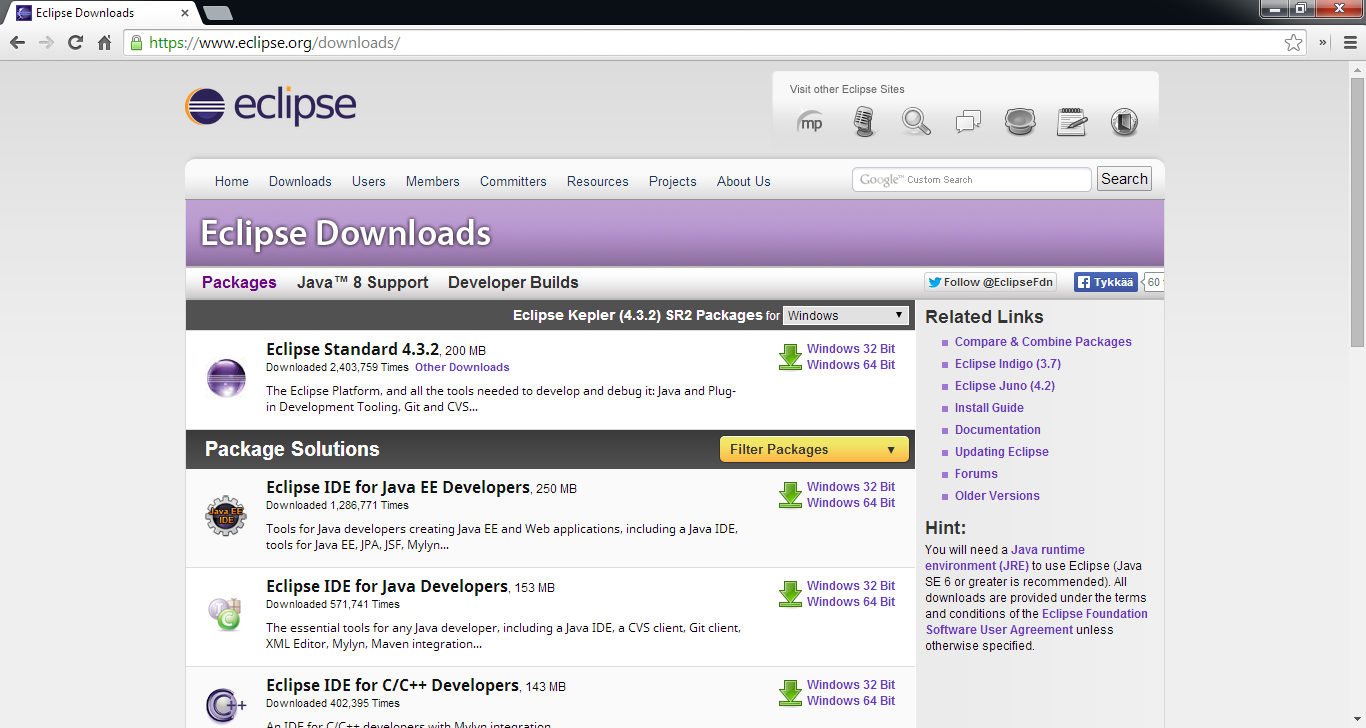 Eclipse Downloads
https://www.eclipse.org/downloads/
eclipse
Visit other Eclipse Sites
mp
Home Downloads Users Members Committers Resources Projects About Us
Google™ Custom Search
Search
Eclipse Downloads
Packages Java™ 8 Support Developer Builds
Follow @EclipseFdn
Tykkää
60
Eclipse Kepler (4.3.2) SR2 Packages for Windows
Eclipse Standard 4.3.2, 200 MB
Downloaded 2,403,759 Times Other Downloads
The Eclipse Platform, and all the tools needed to develop and debug it: Java and Plug-
in Development Tooling, Git and CVS...
Windows 32 Bit
Windows 64 Bit
Package Solutions
Filter Packages
Java EE
IDE
Eclipse IDE for Java EE Developers, 250 MB
Downloaded 1,286,771 Times
Tools for Java developers creating Java EE and Web applications, including a Java IDE,
tools for Java EE, JPA, JSF, Mylyn...
Windows 32 Bit
Windows 64 Bit
Eclipse IDE for Java Developers, 153 MB
Downloaded 571,741 Times
The essential tools for any Java developer, including a Java IDE, a CVS client, Git client,
XML Editor, Mylyn, Maven integration...
Windows 32 Bit
Windows 64 Bit
C++
Eclipse IDE for C/C++ Developers, 143 MB
Downloaded 402,395 Times
An IDE for C/C++ developers with Mylyn integration
Windows 32 Bit
Windows 64 Bit
Related Links
Compare & Combine Packages
Eclipse Indigo (3.7)
Eclipse Juno (4.2)
Install Guide
Documentation
Updating Eclipse
Forums
Older Versions
Hint:
You will need a Java runtime
environment (JRE) to use Eclipse (Java
SE 6 or greater is recommended). All
downloads are provided under the terms
and conditions of the Eclipse Foundation
Software User Agreement unless
otherwise specified.